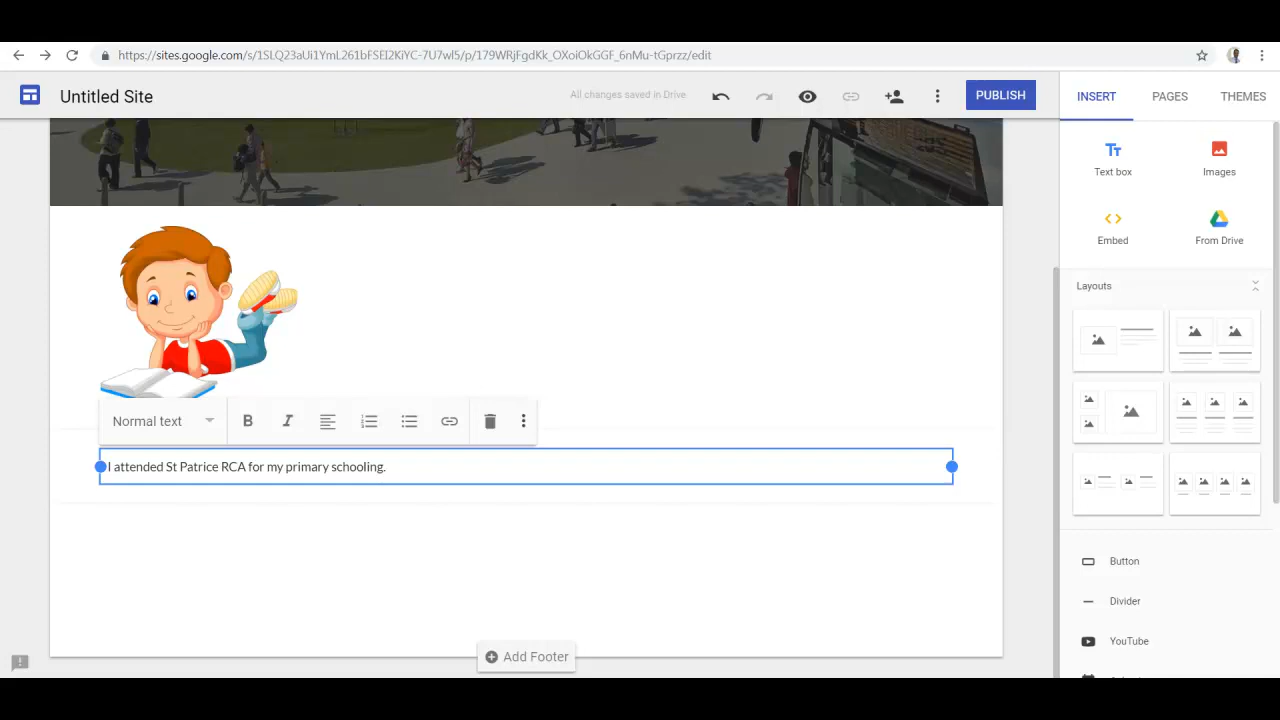 https://sites.google.com/s/1SLQ23aUi1YmL261bFSEl2KiYC-7U7wl5/p/179WRjFgdKk_OXoiOkGGF_6nMu-tGprzz/edit
Untitled Site
All changes saved in Drive
PUBLISH
INSERT
PAGES
THEMES
Text box
Images
Embed
From Drive
Layouts
Normal text
B
I
I attended St Patrice RCA for my primary schooling.
Button
Divider
YouTube
Add Footer